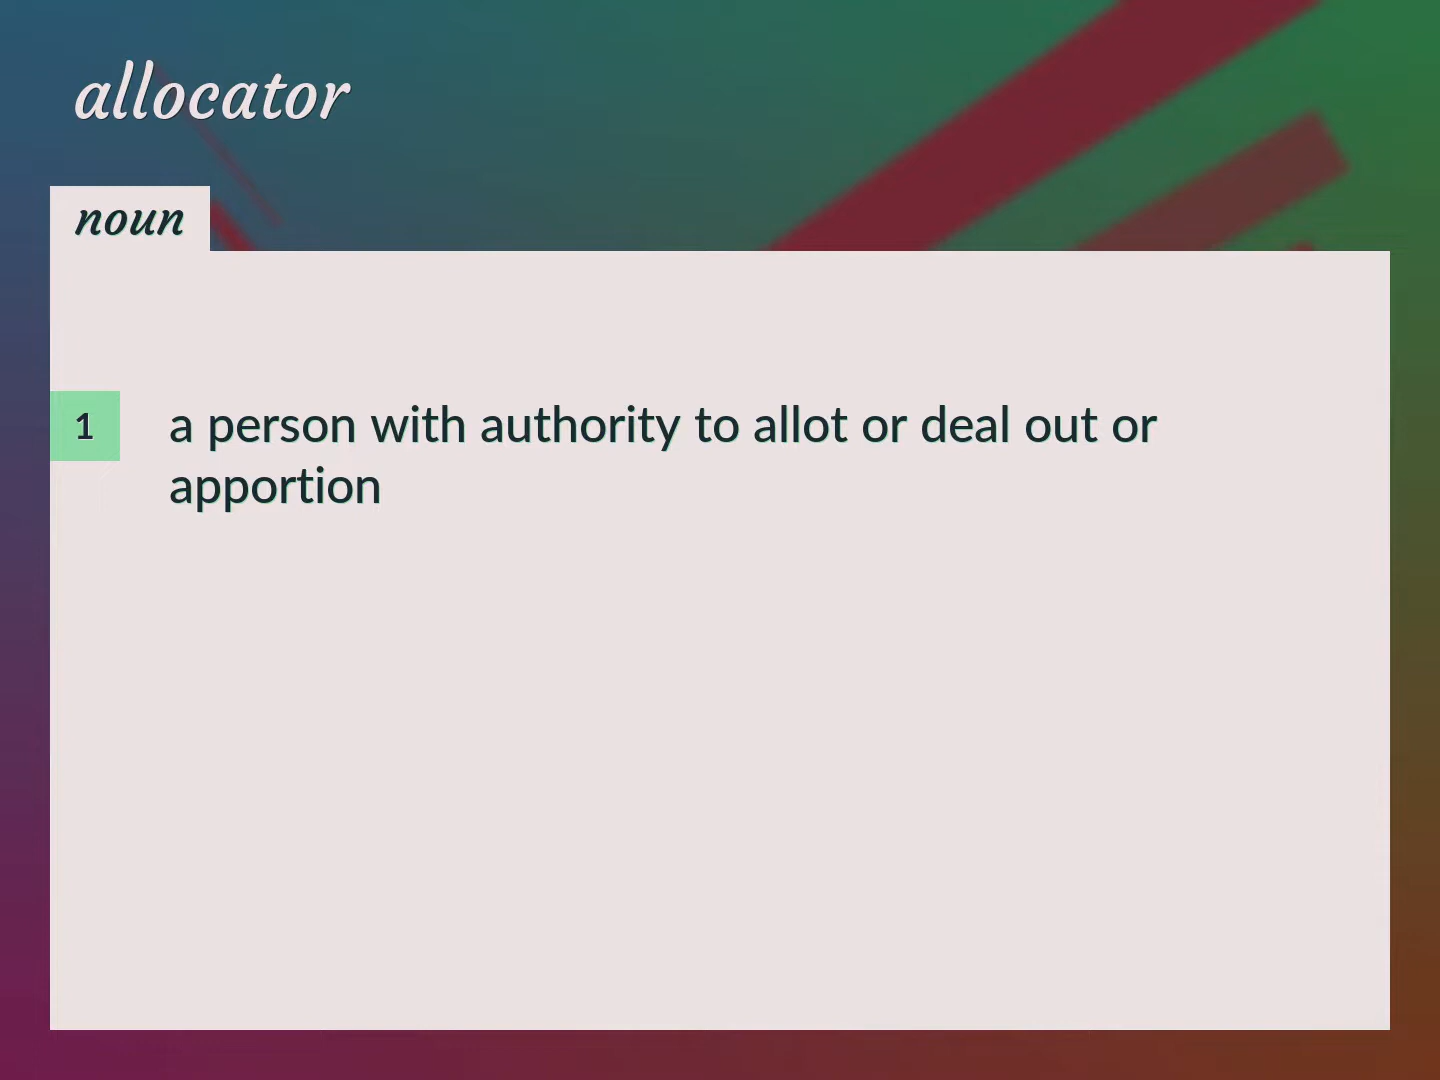 allocator
noun
1 a person with authority to allot or deal out or
apportion